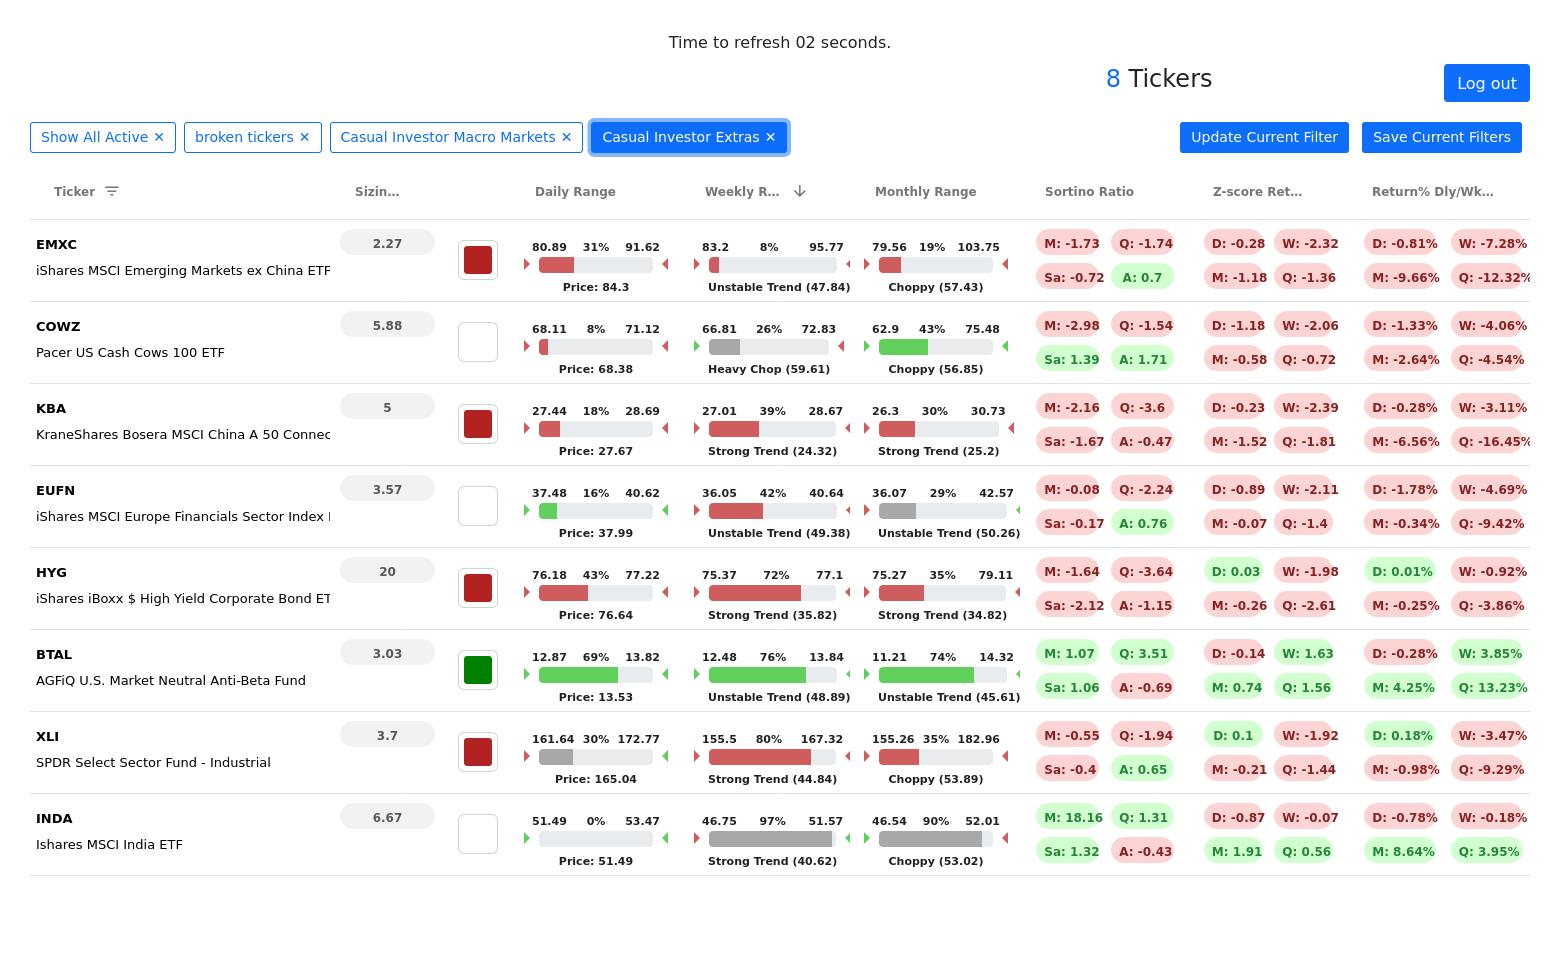 Time to refresh 02 seconds.
8 Tickers
Log out
Show All Active ✕ broken tickers ✕ Casual Investor Macro Markets ✕ Casual Investor Extras ✕ Update Current Filter Save Current Filters
Ticker Sizin... Daily Range Weekly R... Monthly Range Sortino Ratio Z-score Ret... Return% Dly/Wk...
EMXC 2.27 80.89 31% 91.62 83.2 8% 95.77 79.56 19% 103.75 M: -1.73 Q: -1.74 D: -0.28 W: -2.32 D: -0.81% W: -7.28%
iShares MSCI Emerging Markets ex China ETF Price: 84.3 Unstable Trend (47.84) Choppy (57.43) Sa: -0.72 A: 0.7 M: -1.18 Q: -1.36 M: -9.66% Q: -12.32%
COWZ 5.88 68.11 8% 71.12 66.81 26% 72.83 62.9 43% 75.48 M: -2.98 Q: -1.54 D: -1.18 W: -2.06 D: -1.33% W: -4.06%
Pacer US Cash Cows 100 ETF Price: 68.38 Heavy Chop (59.61) Choppy (56.85) Sa: 1.39 A: 1.71 M: -0.58 Q: -0.72 M: -2.64% Q: -4.54%
KBA 5 27.44 18% 28.69 27.01 39% 28.67 26.3 30% 30.73 M: -2.16 Q: -3.6 D: -0.23 W: -2.39 D: -0.28% W: -3.11%
KraneShares Bosera MSCI China A 50 Connec Price: 27.67 Strong Trend (24.32) Strong Trend (25.2) Sa: -1.67 A: -0.47 M: -1.52 Q: -1.81 M: -6.56% Q: -16.45%
EUFN 3.57 37.48 16% 40.62 36.05 42% 40.64 36.07 29% 42.57 M: -0.08 Q: -2.24 D: -0.89 W: -2.11 D: -1.78% W: -4.69%
iShares MSCI Europe Financials Sector Index Price: 37.99 Unstable Trend (49.38) Unstable Trend (50.26) Sa: -0.17 A: 0.76 M: -0.07 Q: -1.4 M: -0.34% Q: -9.42%
HYG 20 76.18 43% 77.22 75.37 72% 77.1 75.27 35% 79.11 M: -1.64 Q: -3.64 D: 0.03 W: -1.98 D: 0.01% W: -0.92%
iShares iBoxx $ High Yield Corporate Bond ET Price: 76.64 Strong Trend (35.82) Strong Trend (34.82) Sa: -2.12 A: -1.15 M: -0.26 Q: -2.61 M: -0.25% Q: -3.86%
BTAL 3.03 12.87 69% 13.82 12.48 76% 13.84 11.21 74% 14.32 M: 1.07 Q: 3.51 D: -0.14 W: 1.63 D: -0.28% W: 3.85%
AGFiQ U.S. Market Neutral Anti-Beta Fund Price: 13.53 Unstable Trend (48.89) Unstable Trend (45.61) Sa: 1.06 A: -0.69 M: 0.74 Q: 1.56 M: 4.25% Q: 13.23%
XLI 3.7 161.64 30% 172.77 155.5 80% 167.32 155.26 35% 182.96 M: -0.55 Q: -1.94 D: 0.1 W: -1.92 D: 0.18% W: -3.47%
SPDR Select Sector Fund - Industrial Price: 165.04 Strong Trend (44.84) Choppy (53.89) Sa: -0.4 A: 0.65 M: -0.21 Q: -1.44 M: -0.98% Q: -9.29%
INDA 6.67 51.49 0% 53.47 46.75 97% 51.57 46.54 90% 52.01 M: 18.16 Q: 1.31 D: -0.87 W: -0.07 D: -0.78% W: -0.18%
Ishares MSCI India ETF Price: 51.49 Strong Trend (40.62) Choppy (53.02) Sa: 1.32 A: -0.43 M: 1.91 Q: 0.56 M: 8.64% Q: 3.95%